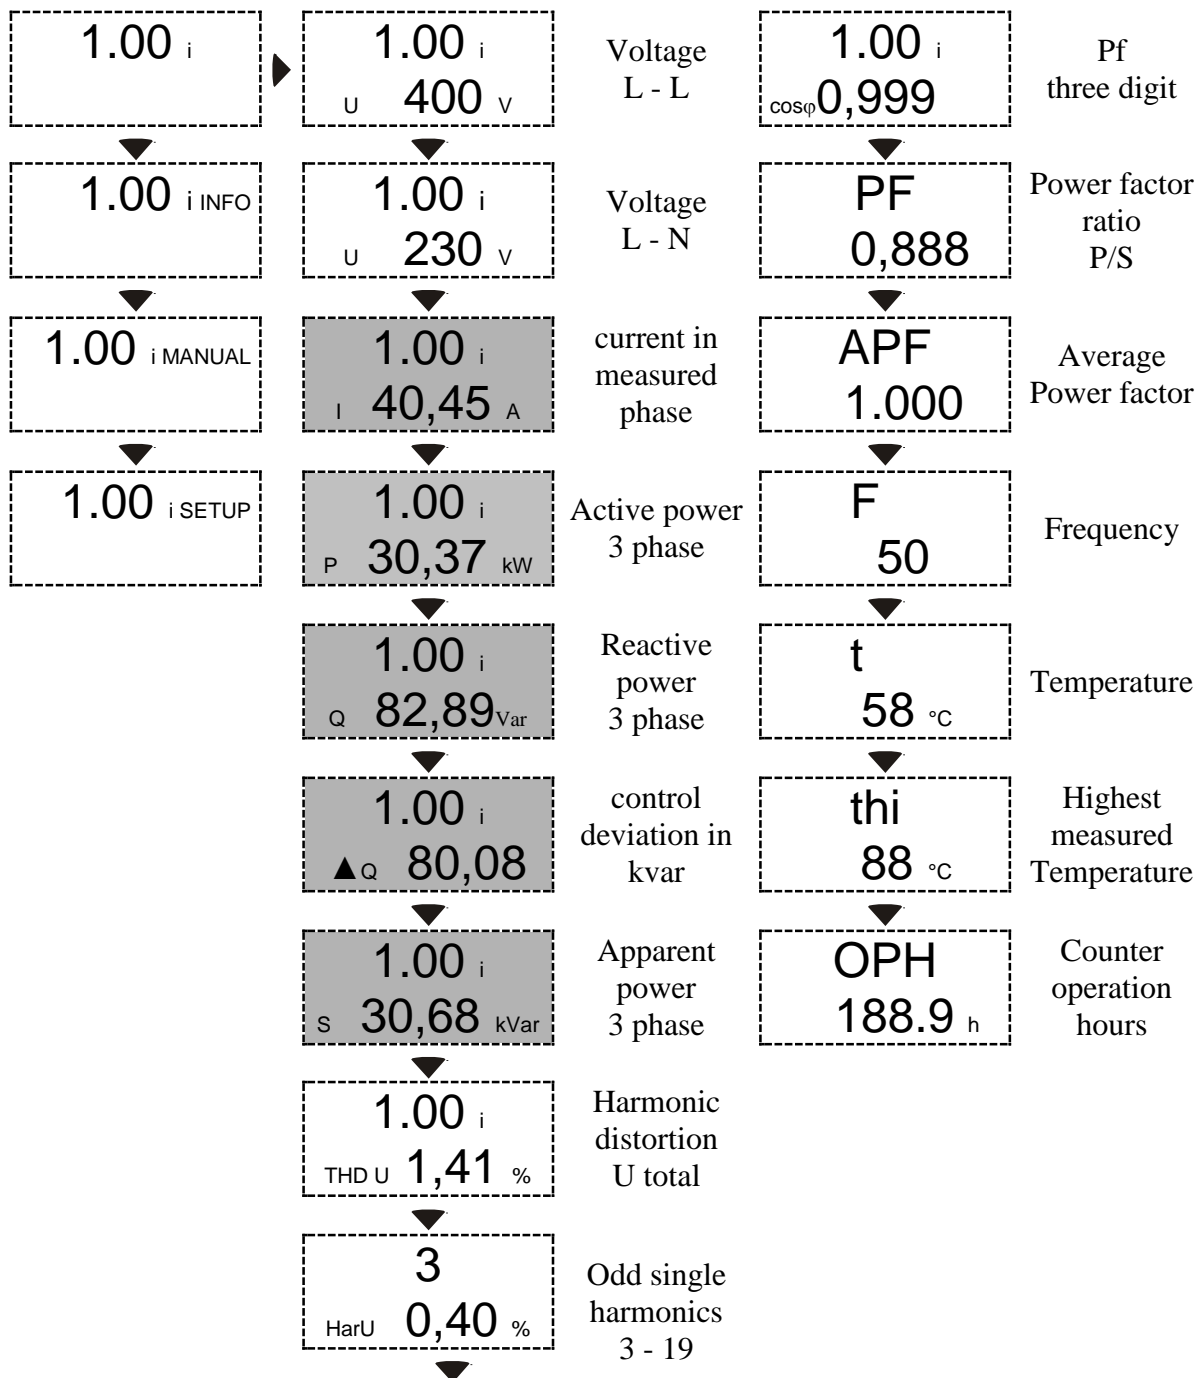 1.00 i
1.00 i INFO
1.00 i MANUAL
1.00 i SETUP
1.00 i
U 400 V
Voltage
L - L
1.00 i
U 230 V
Voltage
L - N
1.00 i
I 40,45 A
current in
measured
phase
1.00 i
P 30,37 kW
Active power
3 phase
1.00 i
Q 82,89 Var
Reactive
power
3 phase
1.00 i
▲ Q 80,08
control
deviation in
kvar
1.00 i
S 30,68 kVar
Apparent
power
3 phase
1.00 i
THD U 1,41 %
Harmonic
distortion
U total
3
HarU 0,40 %
Odd single
harmonics
3 - 19
1.00 i
cosφ 0,999
Pf
three digit
PF
0,888
Power factor
ratio
P/S
APF
1.000
Average
Power factor
F
50
Frequency
t
58 °C
Temperature
thi
88 °C
Highest
measured
Temperature
OPH
188.9 h
Counter
operation
hours